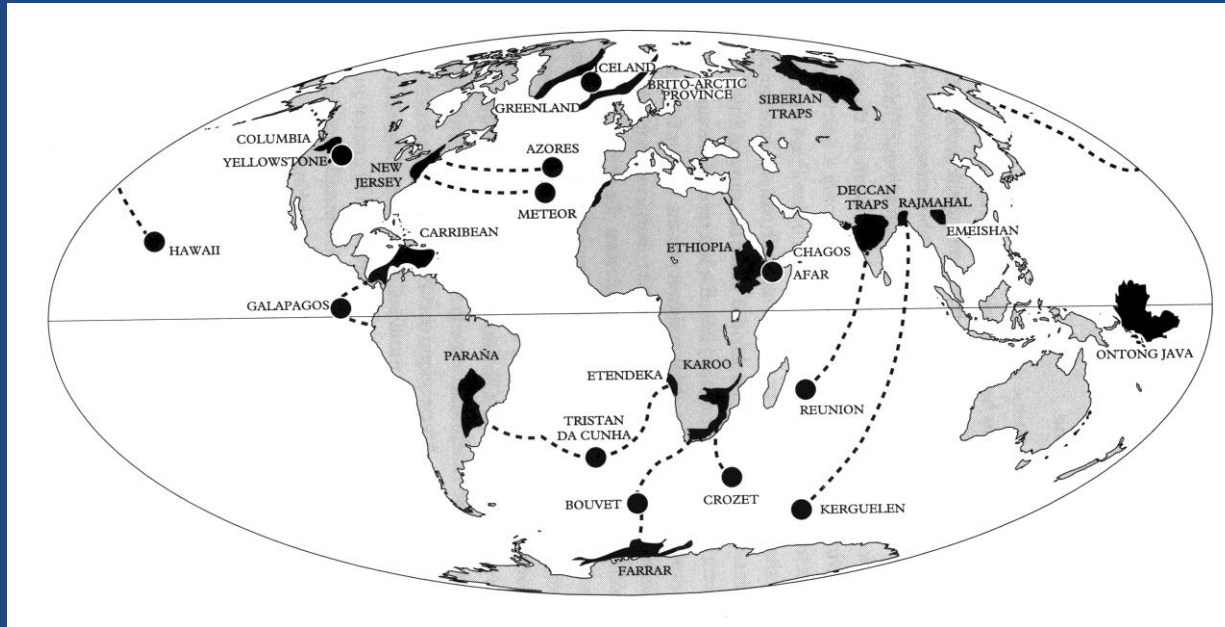 ICELAND
BRITO-ARCTIC
PROVINCE
GREENLAND
SIBERIAN
TRAPS
COLUMBIA
YELLOWSTONE
NEW
JERSEY
AZORES
METEOR
DECCAN
TRAPS
RAJMAHAL
EMEISHAN
HAWAII
CARRIBEAN
ETHIOPIA
CHAGOS
AFAR
GALAPAGOS
ONTONG JAVA
PARAÑA
ETENDEKA
KAROO
REUNION
TRISTAN
DA CUNHA
BOUVET
CROZET
KERGUELEN
FARRAR